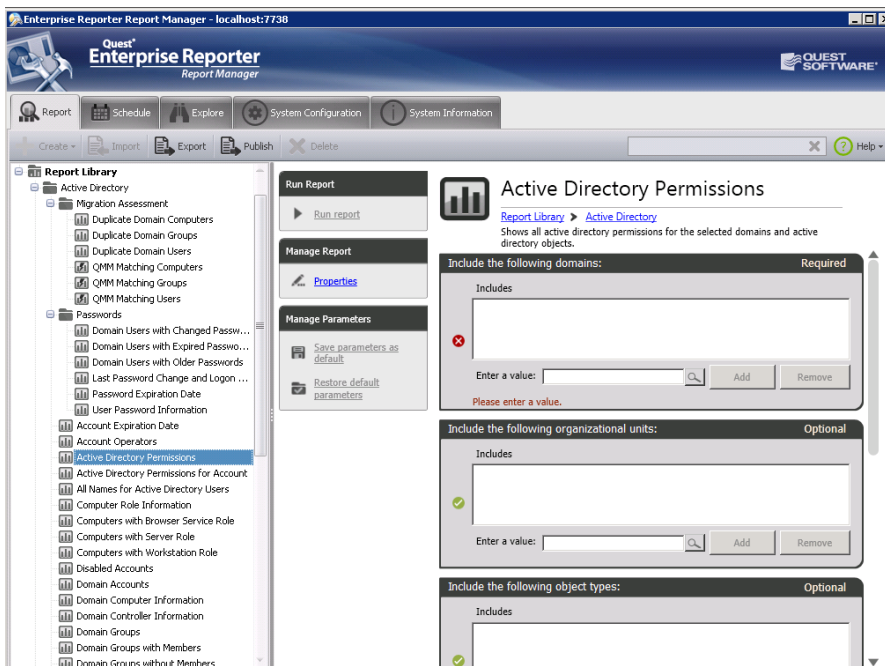 Enterprise Reporter Report Manager - localhost:7738
Quest®
Enterprise Reporter
Report Manager
QUEST
SOFTWARE®
Report
Schedule
Explore
System Configuration
System Information
Create
Import
Export
Publish
Delete
Help
Report Library
Active Directory
Migration Assessment
Duplicate Domain Computers
Duplicate Domain Groups
Duplicate Domain Users
QMM Matching Computers
QMM Matching Groups
QMM Matching Users
Passwords
Domain Users with Changed Passw...
Domain Users with Expired Passwo...
Domain Users with Older Passwords
Last Password Change and Logon ...
Password Expiration Date
User Password Information
Account Expiration Date
Account Operators
Active Directory Permissions
Active Directory Permissions for Account
All Names for Active Directory Users
Computer Role Information
Computers with Browser Service Role
Computers with Server Role
Computers with Workstation Role
Disabled Accounts
Domain Accounts
Domain Computer Information
Domain Controller Information
Domain Groups
Domain Groups with Members
Domain Groups without Members
Run Report
Run report
Manage Report
Properties
Manage Parameters
Save parameters as
default
Restore default
parameters
Active Directory Permissions
Report Library > Active Directory
Shows all active directory permissions for the selected domains and active
directory objects.
Include the following domains: Required
Includes
Enter a value: Add Remove
Please enter a value.
Include the following organizational units: Optional
Includes
Enter a value: Add Remove
Include the following object types: Optional
Includes